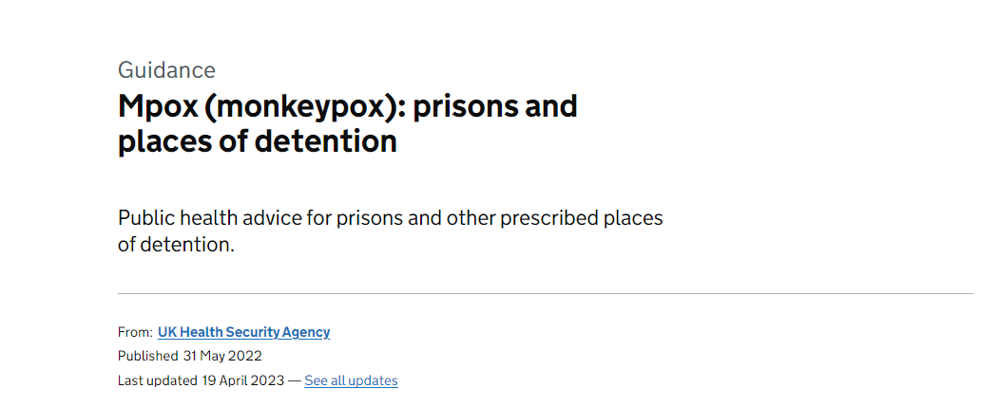 Guidance
Mpox (monkeypox): prisons and
places of detention
Public health advice for prisons and other prescribed places
of detention.
From: UK Health Security Agency
Published 31 May 2022
Last updated 19 April 2023 — See all updates